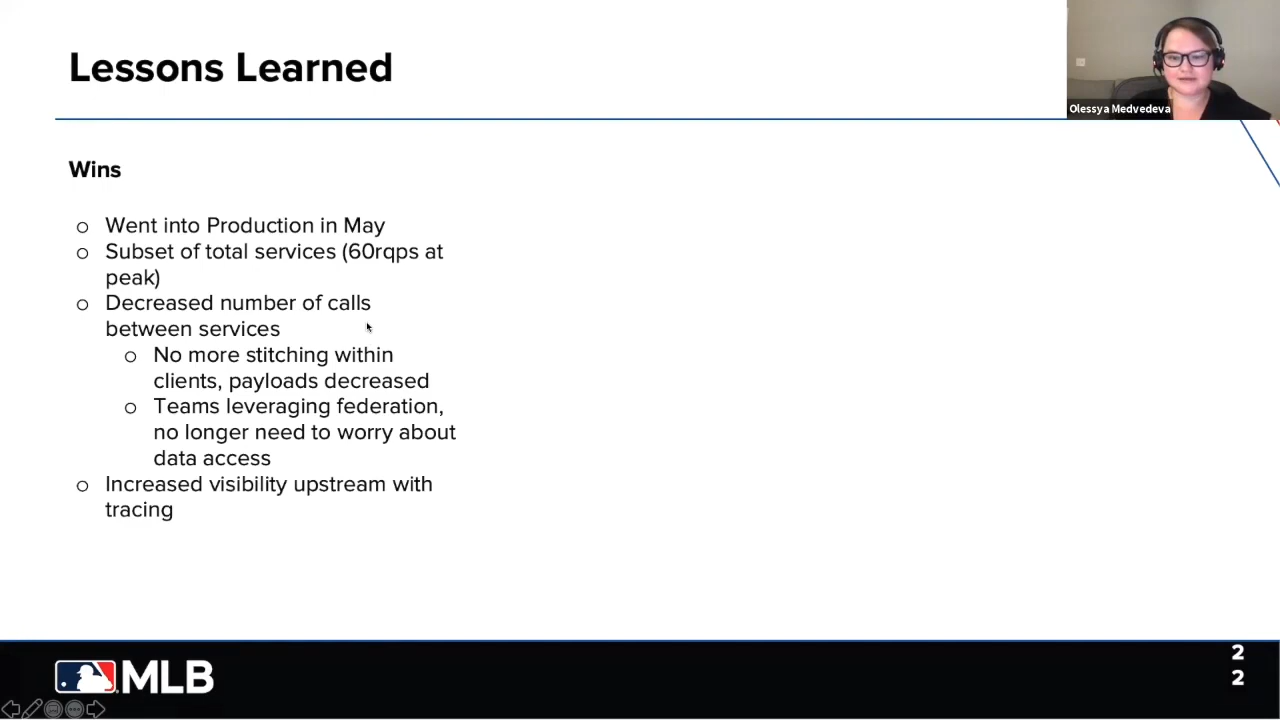 Lessons Learned
Olessya Medvedeva
Wins
o Went into Production in May
o Subset of total services (60rqps at
peak)
o Decreased number of calls
between services
o No more stitching within
clients, payloads decreased
o Teams leveraging federation,
no longer need to worry about
data access
o Increased visibility upstream with
tracing
MLB
2
2